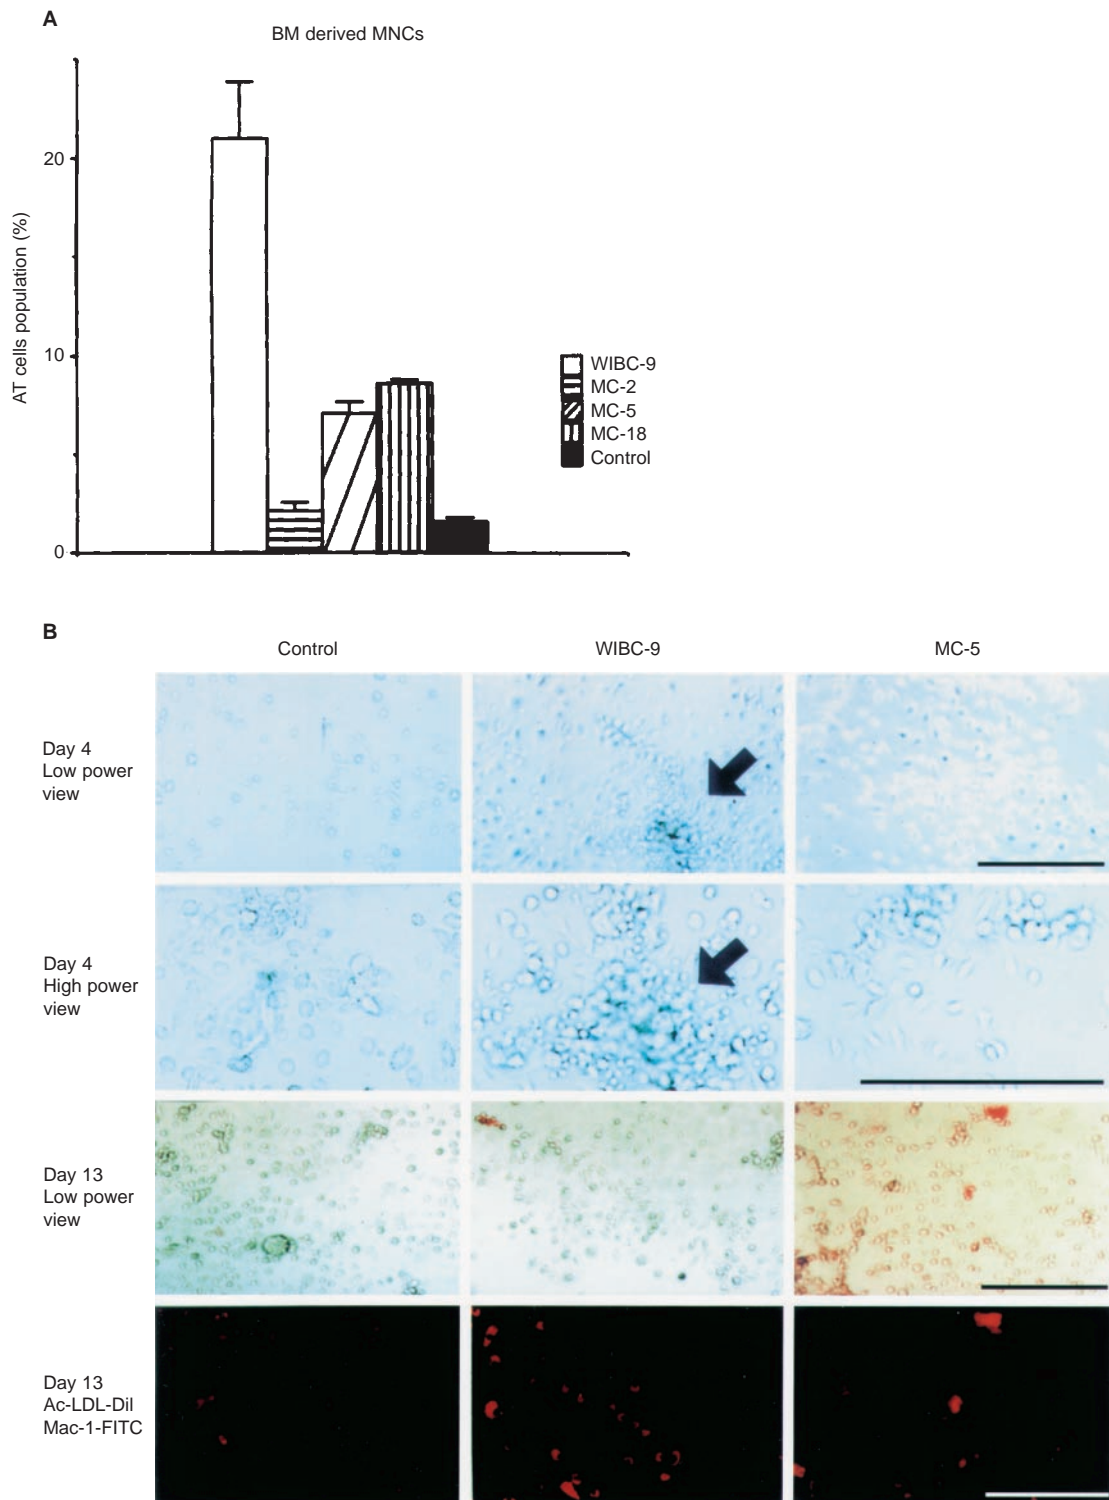 A
BM derived MNCs
AT cells population (%)
20
10
0
WIBC-9
MC-2
MC-5
MC-18
Control
B
Control
WIBC-9
MC-5
Day 4
Low power
view
Day 4
High power
view
Day 13
Low power
view
Day 13
Ac-LDL-Dil
Mac-1-FITC